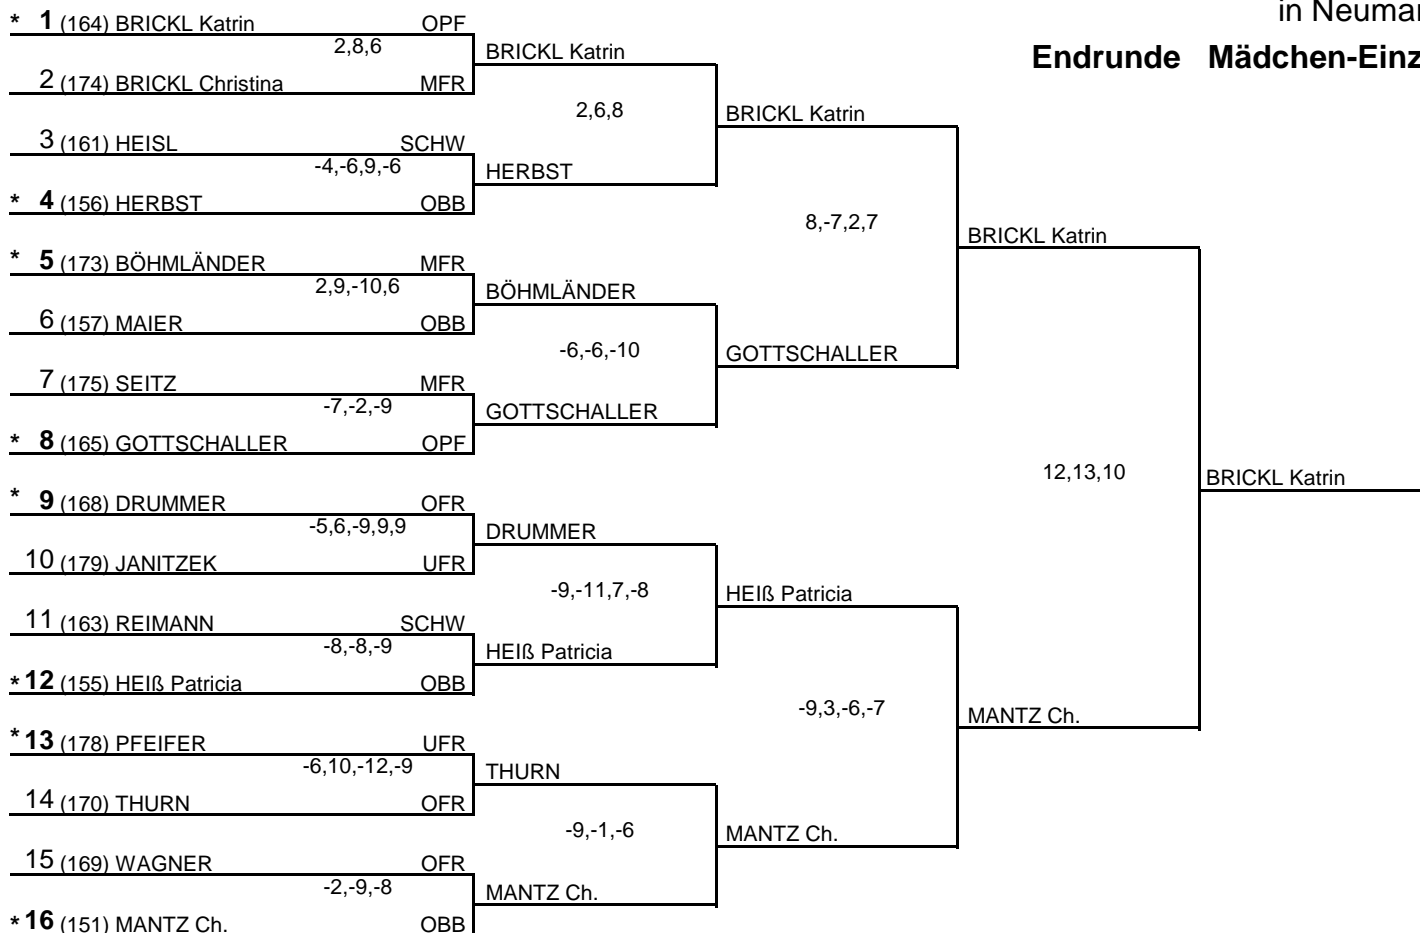 in Neumar
Endrunde Mädchen-Einz
* 1 (164) BRICKL Katrin OPF
2,8,6
BRICKL Katrin
2 (174) BRICKL Christina MFR
2,6,8
BRICKL Katrin
3 (161) HEISL SCHW
-4,-6,9,-6
HERBST
* 4 (156) HERBST OBB
8,-7,2,7
BRICKL Katrin
* 5 (173) BÖHMLÄNDER MFR
2,9,-10,6
BÖHMLÄNDER
6 (157) MAIER OBB
-6,-6,-10
GOTTSCHALLER
7 (175) SEITZ MFR
-7,-2,-9
GOTTSCHALLER
* 8 (165) GOTTSCHALLER OPF
12,13,10
BRICKL Katrin
* 9 (168) DRUMMER OFR
-5,6,-9,9,9
DRUMMER
10 (179) JANITZEK UFR
-9,-11,7,-8
HEIß Patricia
11 (163) REIMANN SCHW
-8,-8,-9
HEIß Patricia
* 12 (155) HEIß Patricia OBB
-9,3,-6,-7
MANTZ Ch.
* 13 (178) PFEIFER UFR
-6,10,-12,-9
THURN
14 (170) THURN OFR
-9,-1,-6
MANTZ Ch.
15 (169) WAGNER OFR
-2,-9,-8
MANTZ Ch.
* 16 (151) MANTZ Ch. OBB